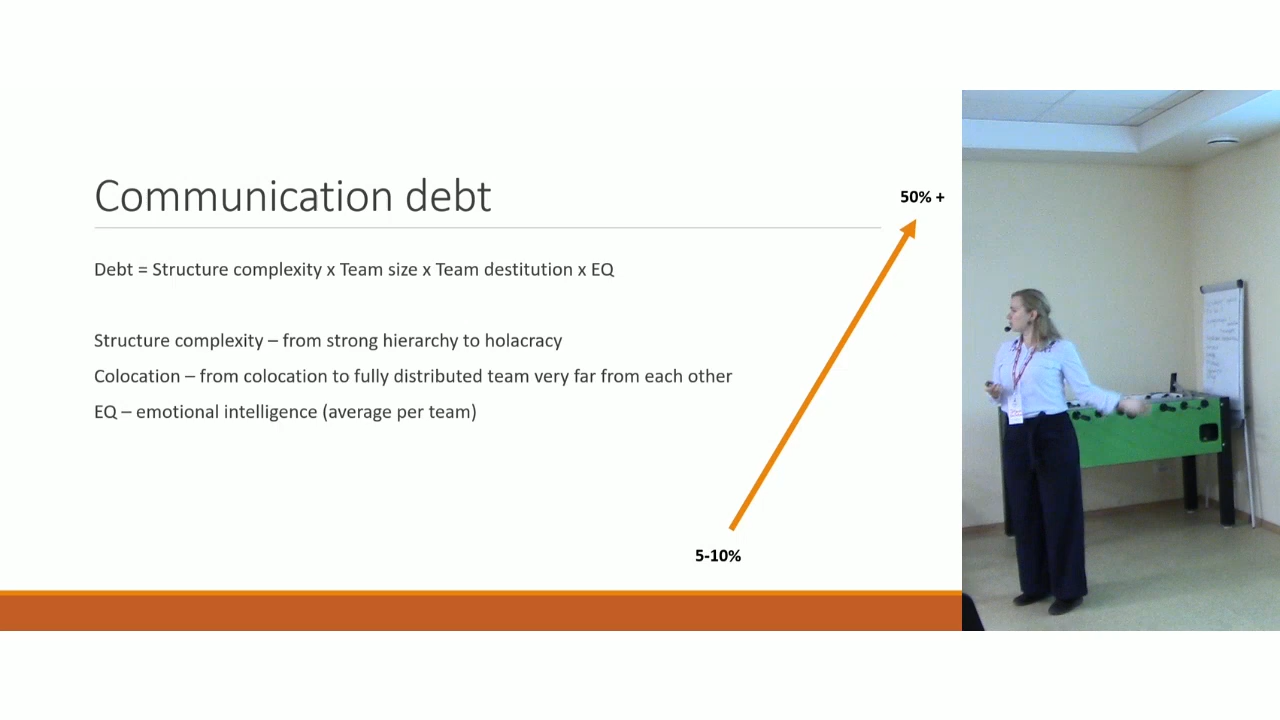 Communication debt
50% +
Debt = Structure complexity x Team size x Team destitution x EQ
Structure complexity – from strong hierarchy to holacracy
Colocation – from colocation to fully distributed team very far from each other
EQ – emotional intelligence (average per team)
5-10%